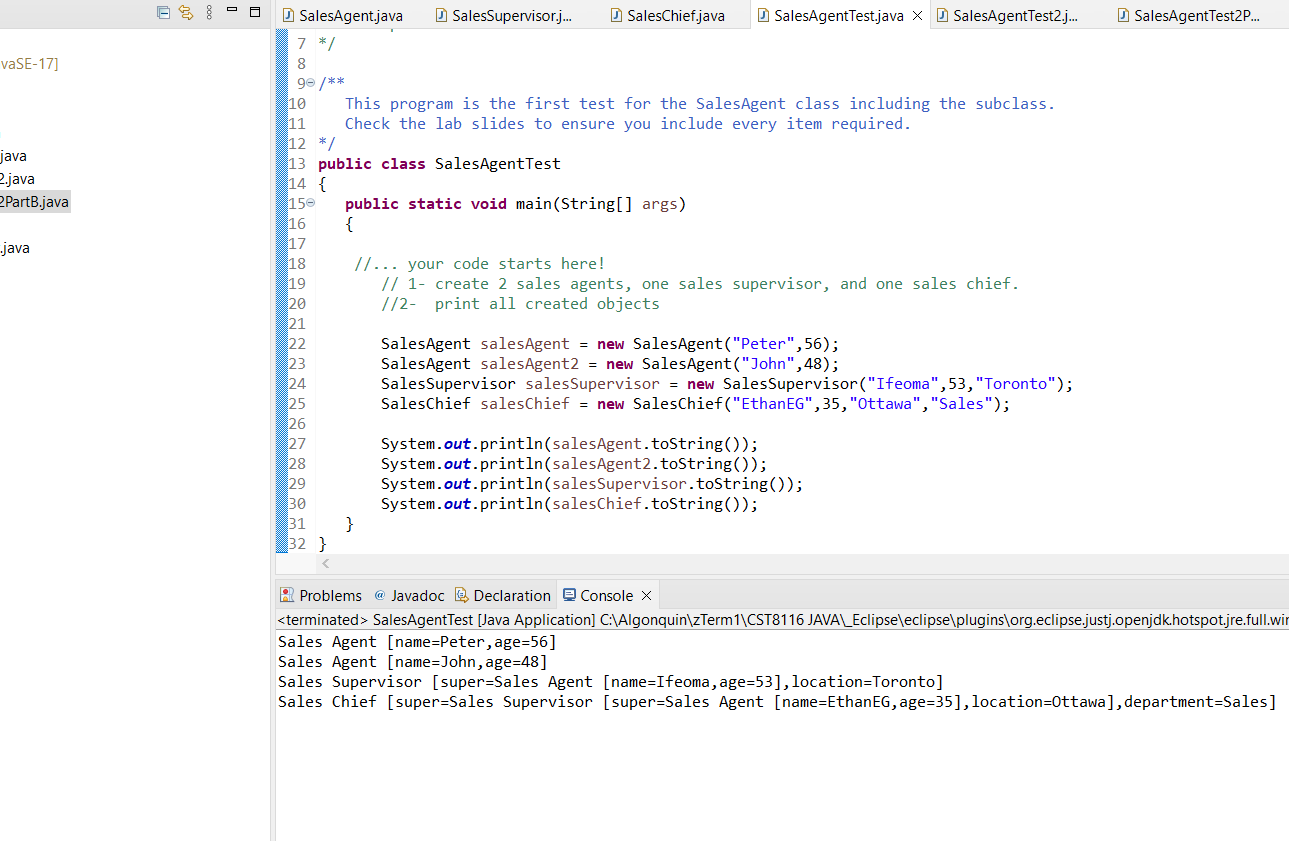 SalesAgent.java SalesSupervisor.j... SalesChief.java SalesAgentTest.java SalesAgentTest2.j... SalesAgentTest2P...
vaSE-17]
java
2.java
2PartB.java
.java
7 */
8
9 /**
10 This program is the first test for the SalesAgent class including the subclass.
11 Check the lab slides to ensure you include every item required.
12 */
13 public class SalesAgentTest
14 {
15 public static void main(String[] args)
16 {
17
18 //... your code starts here!
19 // 1- create 2 sales agents, one sales supervisor, and one sales chief.
20 //2-  print all created objects
21
22 SalesAgent salesAgent = new SalesAgent("Peter",56);
23 SalesAgent salesAgent2 = new SalesAgent("John",48);
24 SalesSupervisor salesSupervisor = new SalesSupervisor("Ifeoma",53,"Toronto");
25 SalesChief salesChief = new SalesChief("EthanEG",35,"Ottawa","Sales");
26
27 System.out.println(salesAgent.toString());
28 System.out.println(salesAgent2.toString());
29 System.out.println(salesSupervisor.toString());
30 System.out.println(salesChief.toString());
31 }
32 }
Problems @ Javadoc Declaration Console
<terminated> SalesAgentTest [Java Application] C:\Algonquin\zTerm1\CST8116 JAVA\_Eclipse\eclipse\plugins\org.eclipse.justj.openjdk.hotspot.jre.full.win
Sales Agent [name=Peter,age=56]
Sales Agent [name=John,age=48]
Sales Supervisor [super=Sales Agent [name=Ifeoma,age=53],location=Toronto]
Sales Chief [super=Sales Supervisor [super=Sales Agent [name=EthanEG,age=35],location=Ottawa],department=Sales]